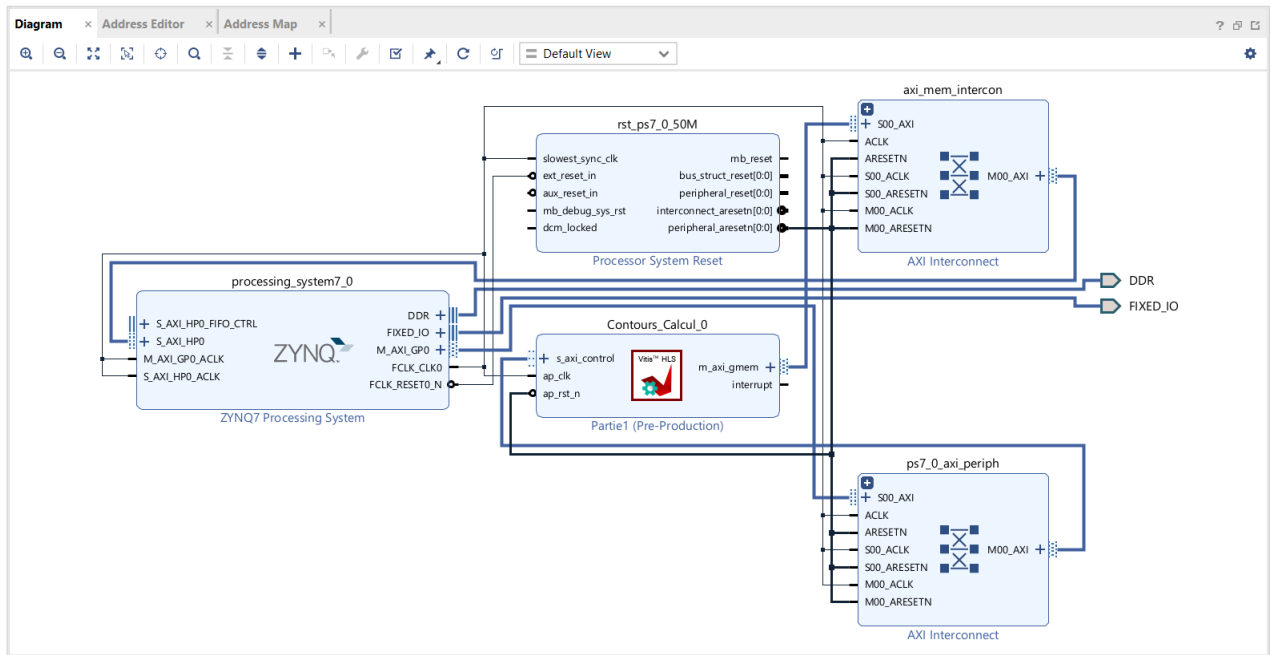 Diagram
Address Editor
Address Map
Default View
axi_mem_intercon
S00_AXI
ACLK
ARESETN
S00_ACLK
S00_ARESETN
M00_ACLK
M00_ARESETN
M00_AXI
AXI Interconnect
rst_ps7_0_50M
slowest_sync_clk
ext_reset_in
aux_reset_in
mb_debug_sys_rst
dcm_locked
mb_reset
bus_struct_reset[0:0]
peripheral_reset[0:0]
interconnect_aresetn[0:0]
peripheral_aresetn[0:0]
Processor System Reset
DDR
FIXED_IO
processing_system7_0
S_AXI_HP0_FIFO_CTRL
S_AXI_HP0
M_AXI_GP0_ACLK
S_AXI_HP0_ACLK
ZYNQ
DDR
FIXED_IO
M_AXI_GP0
FCLK_CLK0
FCLK_RESET0_N
ZYNQ7 Processing System
Contours_Calcul_0
s_axi_control
ap_clk
ap_rst_n
Vitis™ HLS
m_axi_gmem
interrupt
Partie1 (Pre-Production)
ps7_0_axi_periph
S00_AXI
ACLK
ARESETN
S00_ACLK
S00_ARESETN
M00_ACLK
M00_ARESETN
M00_AXI
AXI Interconnect